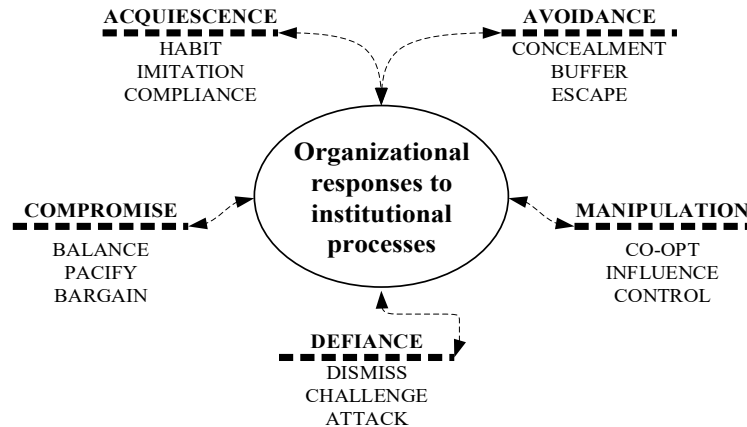 ACQUIESCENCE
HABIT
IMITATION
COMPLIANCE
AVOIDANCE
CONCEALMENT
BUFFER
ESCAPE
Organizational
responses to
institutional
processes
COMPROMISE
BALANCE
PACIFY
BARGAIN
MANIPULATION
CO-OPT
INFLUENCE
CONTROL
DEFIANCE
DISMISS
CHALLENGE
ATTACK